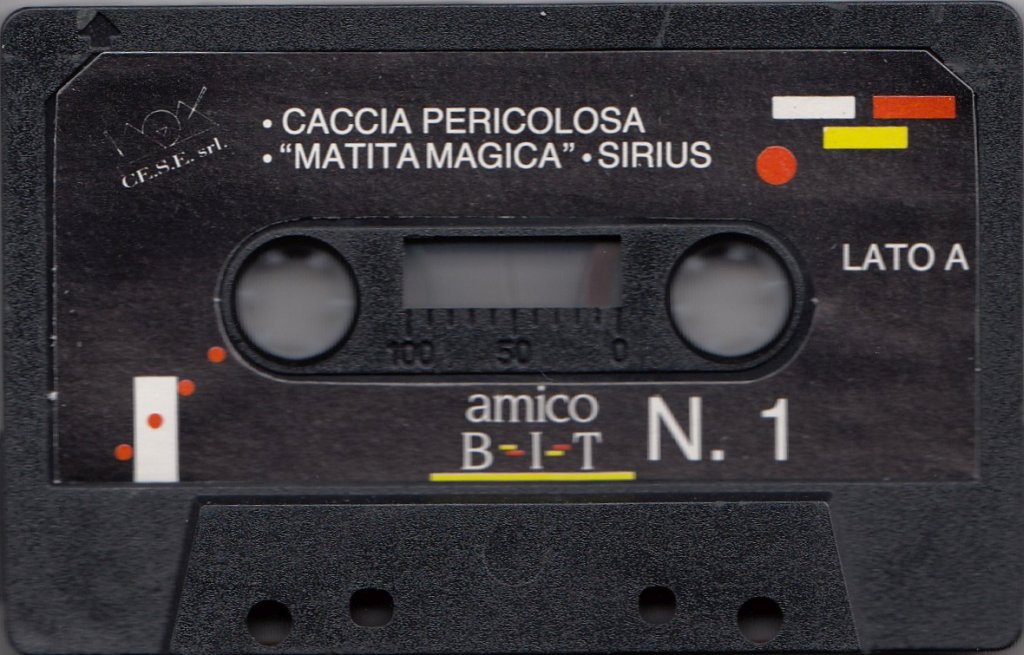 CE.S.E. srl.
• CACCIA PERICOLOSA
• “MATITA MAGICA” • SIRIUS
LATO A
100 50 0
amico
B-I-T
N. 1